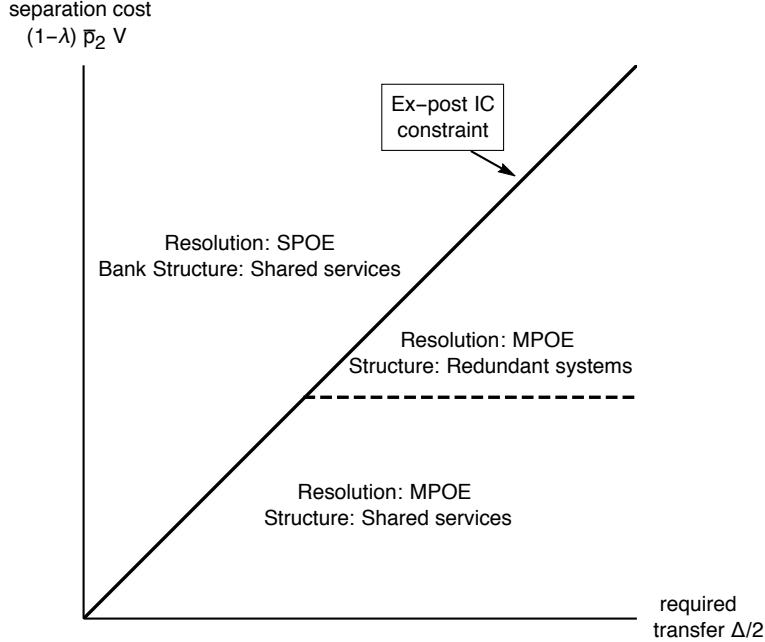 separation cost
(1−λ) p̅₂ V
Ex−post IC
constraint
Resolution: SPOE
Bank Structure: Shared services
Resolution: MPOE
Structure: Redundant systems
Resolution: MPOE
Structure: Shared services
required
transfer Δ/2